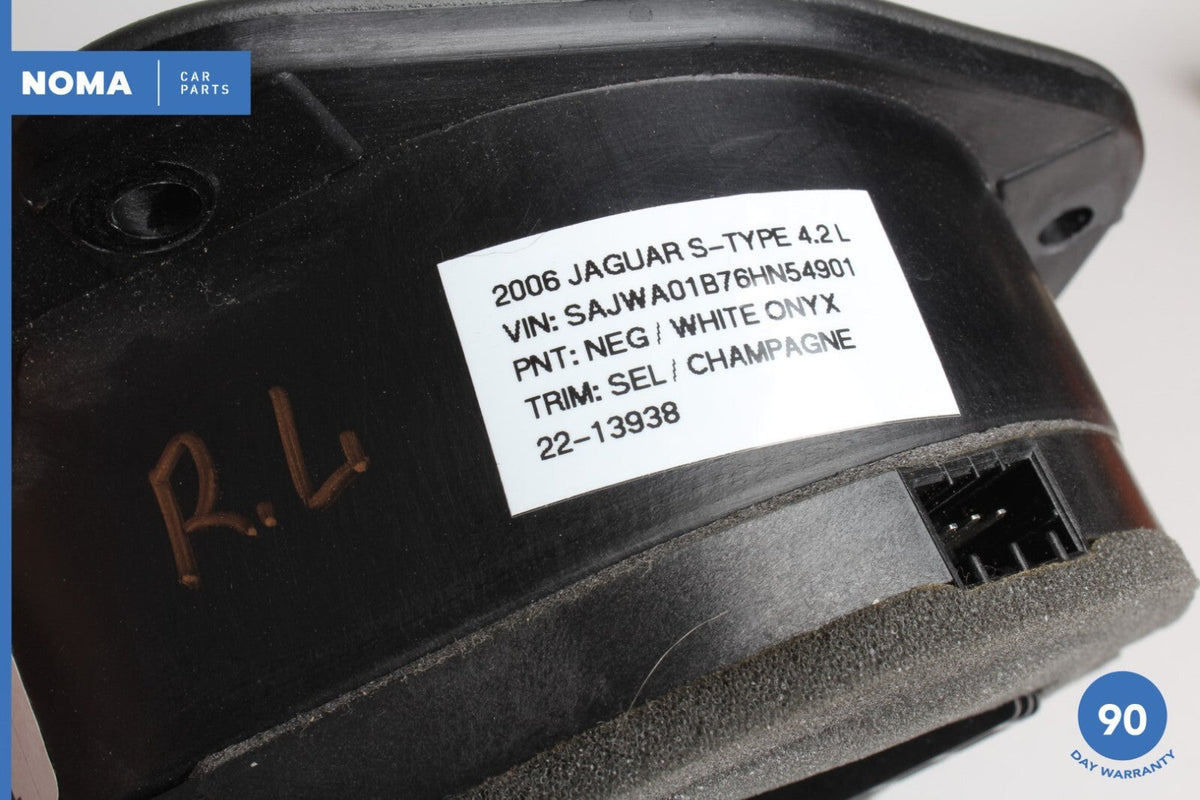 NOMA
CAR
PARTS
2006 JAGUAR S-TYPE 4.2L
VIN: SAJWA01B76HN54901
PNT: NEG / WHITE ONYX
TRIM: SEL / CHAMPAGNE
22-13938
R.L
90
DAY WARRANTY